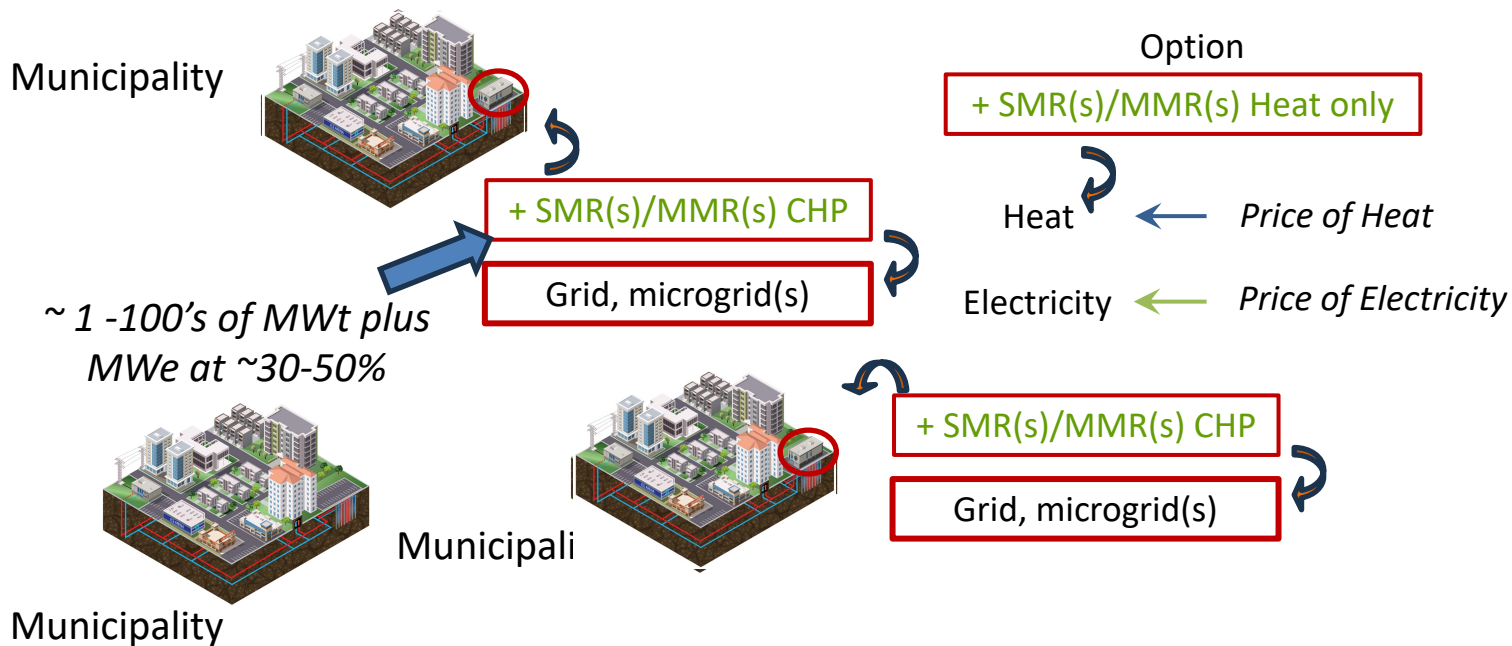 Municipality
Option
+ SMR(s)/MMR(s) Heat only
+ SMR(s)/MMR(s) CHP
Heat
Price of Heat
Grid, microgrid(s)
Electricity
Price of Electricity
~ 1 -100’s of MWt plus
MWe at ~30-50%
+ SMR(s)/MMR(s) CHP
Grid, microgrid(s)
Municipali
Municipality